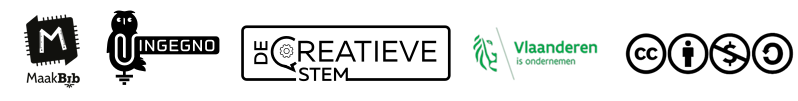 M
MaakBib
INGEGNO
DE CREATIEVE
STEM
Vlaanderen
is ondernemen
cc